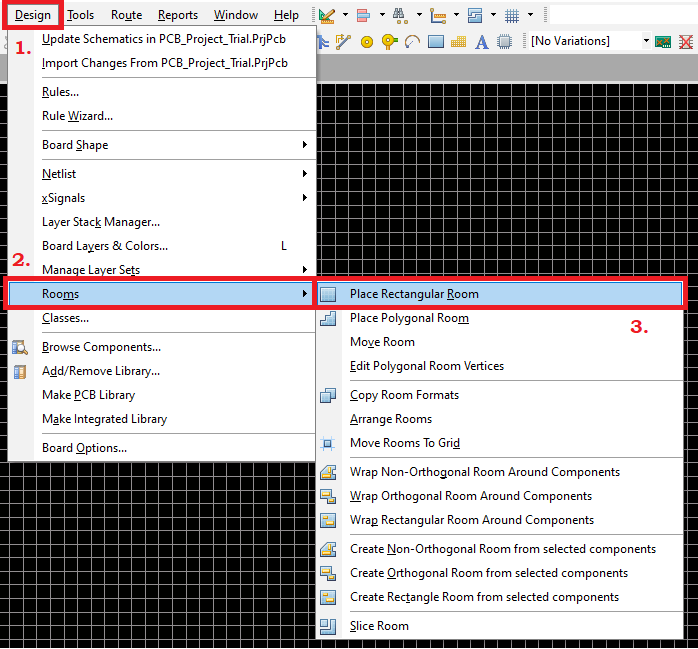 Design Tools Route Reports Window Help
1.
[No Variations]
Update Schematics in PCB_Project_Trial.PrjPcb
Import Changes From PCB_Project_Trial.PrjPcb
Rules...
Rule Wizard...
Board Shape
Netlist
xSignals
Layer Stack Manager...
Board Layers & Colors... L
2.
Manage Layer Sets
Rooms
Classes...
Browse Components...
Add/Remove Library...
Make PCB Library
Make Integrated Library
Board Options...
Place Rectangular Room
3.
Place Polygonal Room
Move Room
Edit Polygonal Room Vertices
Copy Room Formats
Arrange Rooms
Move Rooms To Grid
Wrap Non-Orthogonal Room Around Components
Wrap Orthogonal Room Around Components
Wrap Rectangular Room Around Components
Create Non-Orthogonal Room from selected components
Create Orthogonal Room from selected components
Create Rectangle Room from selected components
Slice Room